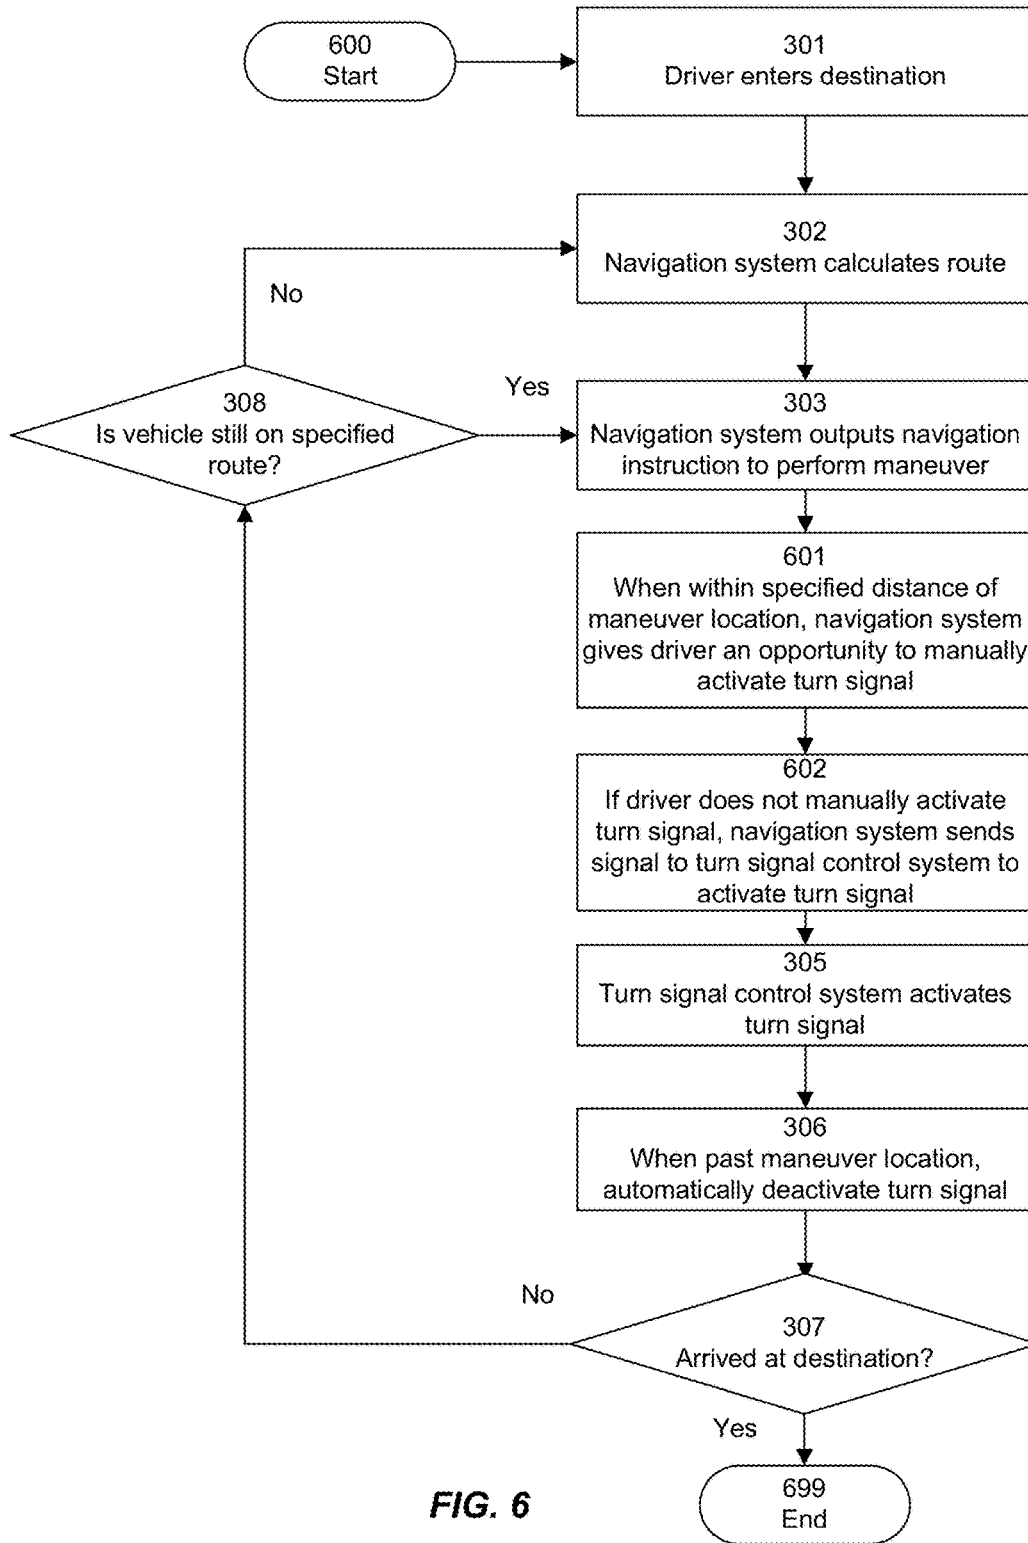 600
Start
301
Driver enters destination
302
Navigation system calculates route
No
308
Is vehicle still on specified
route?
Yes
303
Navigation system outputs navigation
instruction to perform maneuver
601
When within specified distance of
maneuver location, navigation system
gives driver an opportunity to manually
activate turn signal
602
If driver does not manually activate
turn signal, navigation system sends
signal to turn signal control system to
activate turn signal
305
Turn signal control system activates
turn signal
306
When past maneuver location,
automatically deactivate turn signal
No
307
Arrived at destination?
Yes
699
End
FIG. 6